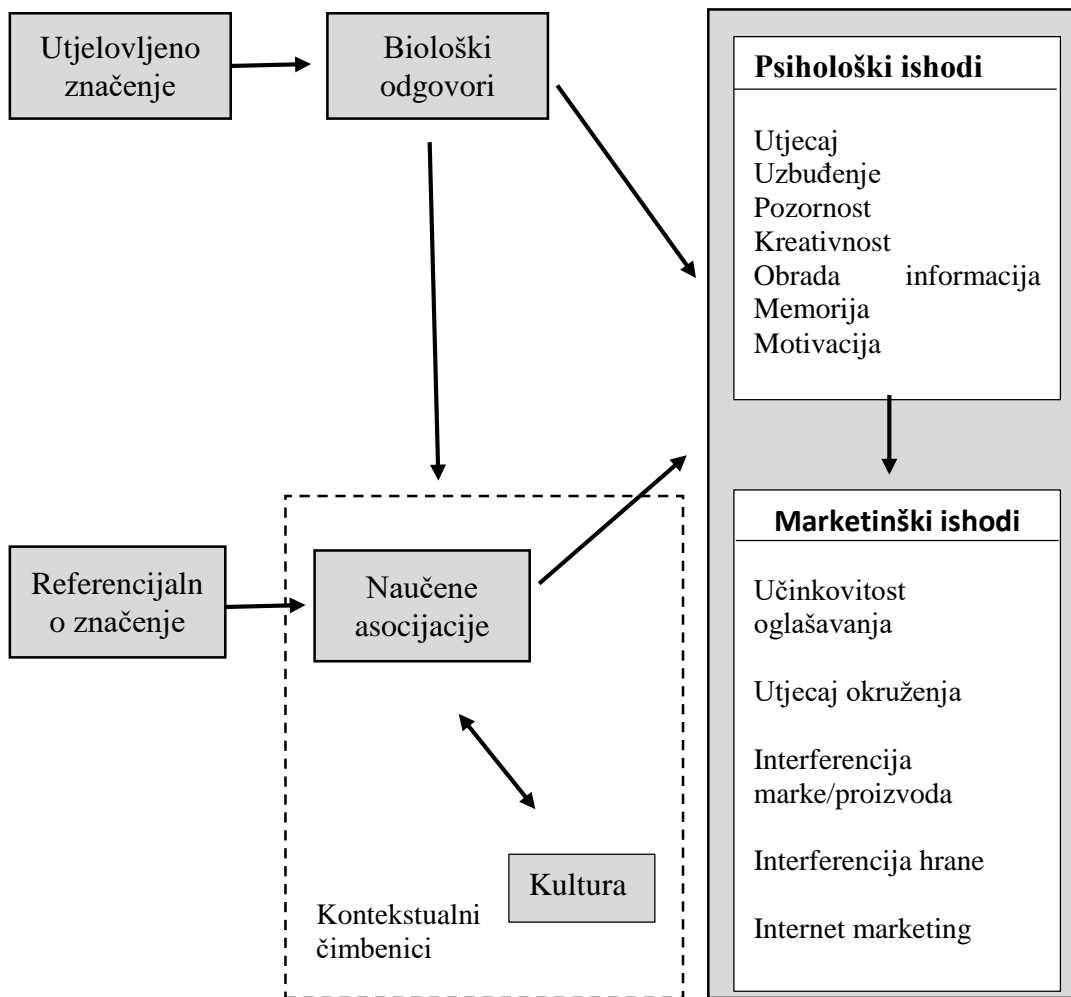 Utjelovljeno
značenje
Biološki
odgovori
Psihološki ishodi
Utjecaj
Uzbuđenje
Pozornost
Kreativnost
Obrada informacija
Memorija
Motivacija
Referencijaln
o značenje
Naučene
asocijacije
Kultura
Kontekstualni
čimbenici
Marketinški ishodi
Učinkovitost
oglašavanja
Utjecaj okruženja
Interferencija
marke/proizvoda
Interferencija hrane
Internet marketing